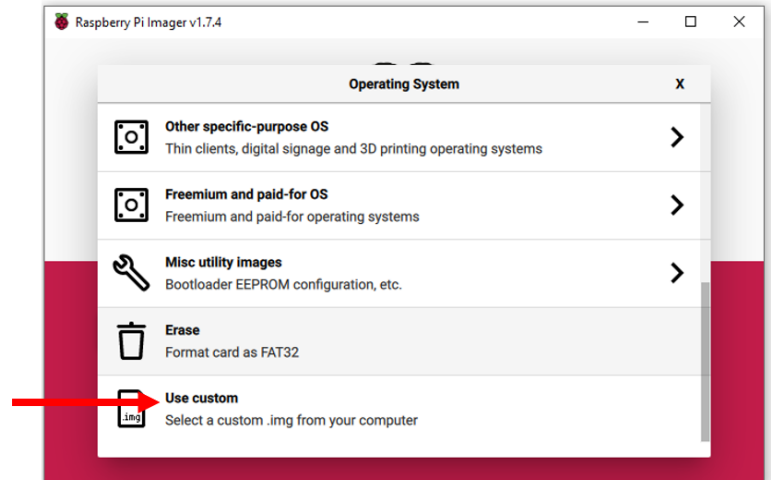 Raspberry Pi Imager v1.7.4
Operating System
X
Other specific-purpose OS
Thin clients, digital signage and 3D printing operating systems
Freemium and paid-for OS
Freemium and paid-for operating systems
Misc utility images
Bootloader EEPROM configuration, etc.
Erase
Format card as FAT32
Use custom
.img
Select a custom .img from your computer